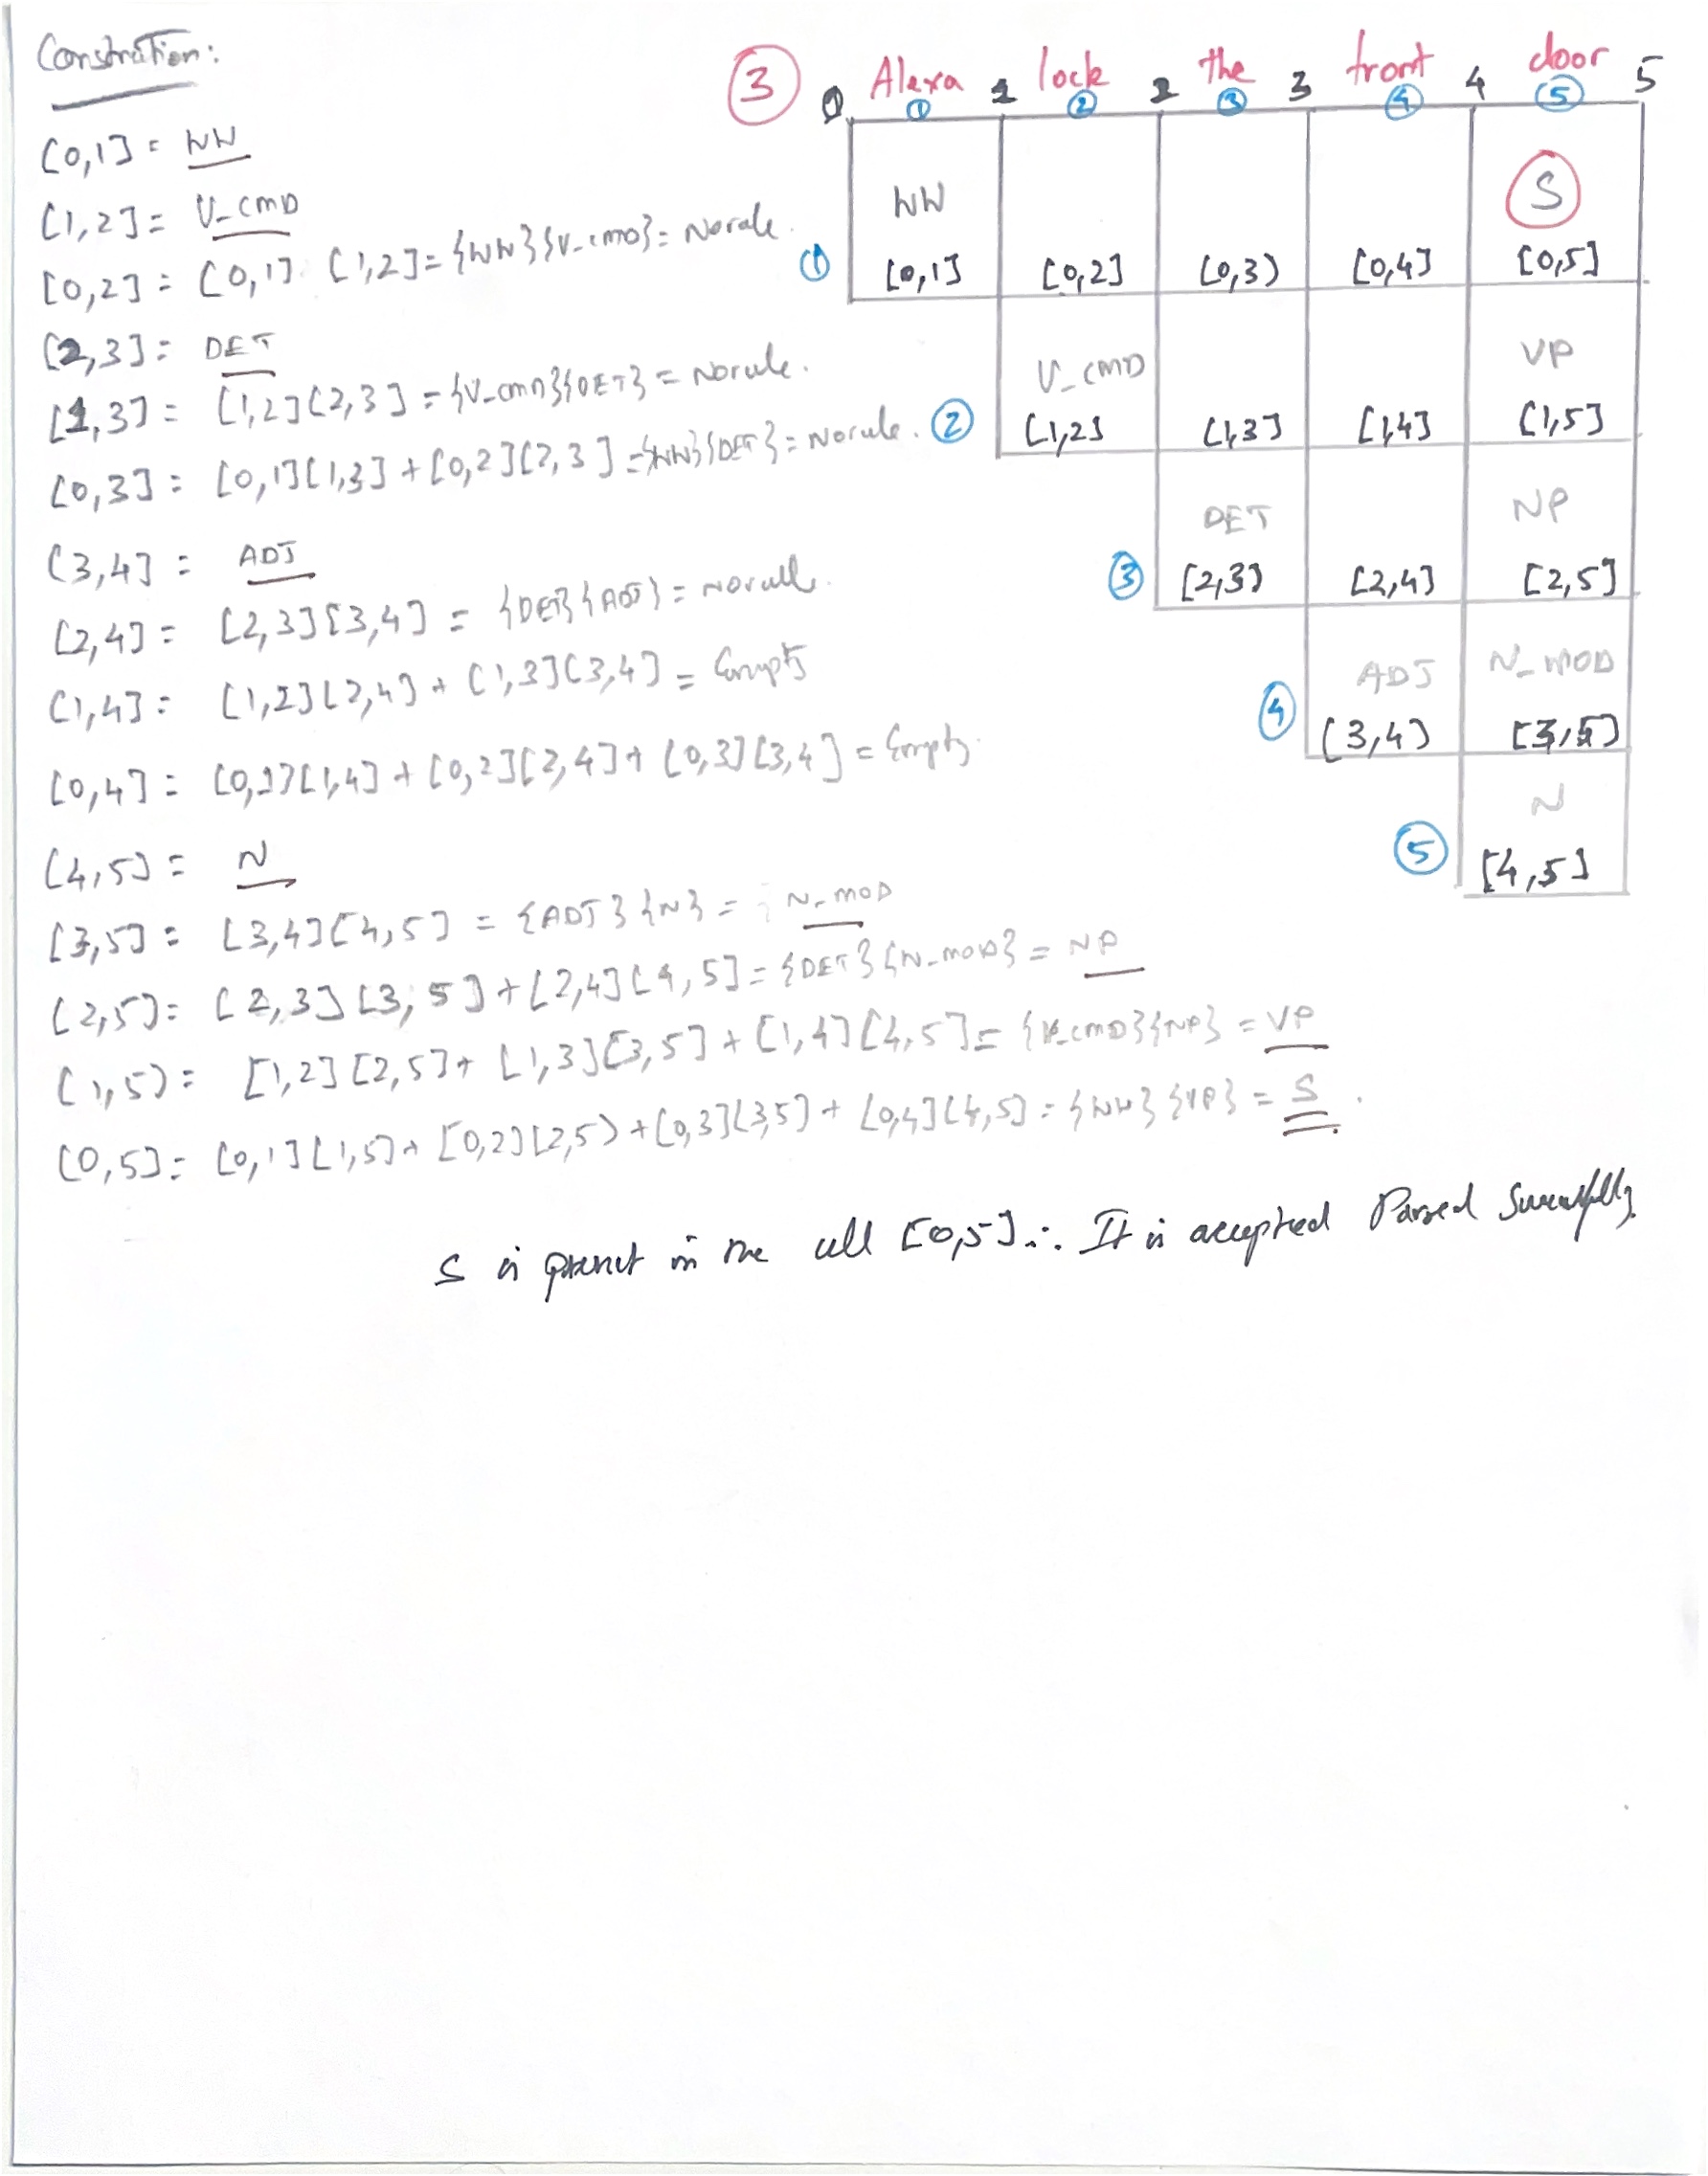 Constration:
[0,1] = WW
[1,2] = V_CMD
[0,2] = [0,1] [1,2] = {WW} {V_CMD} = No rule.
[2,3] = DET
[1,3] = [1,2] [2,3] = {V_CMD} {DET} = No rule.
[0,3] = [0,1] [1,3] + [0,2] [2,3] = {WW} {DET} = No rule.
[3,4] = ADJ
[2,4] = [2,3] [3,4] = {DET} {ADJ} = no rule.
[1,4] = [1,2] [2,4] + [1,3] [3,4] = Empty
[0,4] = [0,1] [1,4] + [0,2] [2,4] + [0,3] [3,4] = Empty.
[4,5] = N
[3,5] = [3,4] [4,5] = {ADJ} {N} = N_MOD
[2,5] = [2,3] [3,5] + [2,4] [4,5] = {DET} {N_MOD} = NP
[1,5] = [1,2] [2,5] + [1,3] [3,5] + [1,4] [4,5] = {V_CMD} {NP} = VP
[0,5] = [0,1] [1,5] + [0,2] [2,5] + [0,3] [3,5] + [0,4] [4,5] = {WW} {VP} = S.
③ 0 Alexa 1 lock 2 the 3 front 4 door 5
① ② ③ ④ ⑤
WW S
① [0,1] [0,2] [0,3) [0,4] [0,5]
V_CMD VP
② [1,2] [1,3] [1,4] [1,5]
DET NP
③ [2,3) [2,4] [2,5]
ADJ N_MOD
④ (3,4) [3,5]
N
⑤ [4,5]
S is present in the cell [0,5] ∴ It is accepted Parsed Successfully.